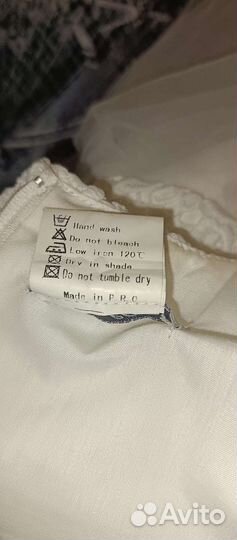 Hand wash
Do not bleach
Low iron 120℃
Dry in shade
Do not tumble dry
Made in P.R.C
Avito